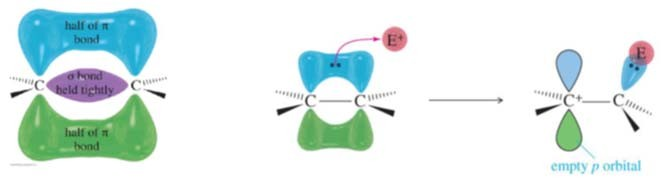 half of π
bond
C
σ bond
held tightly
C
half of π
bond
E+
C
C
C+
C
E
empty p orbital